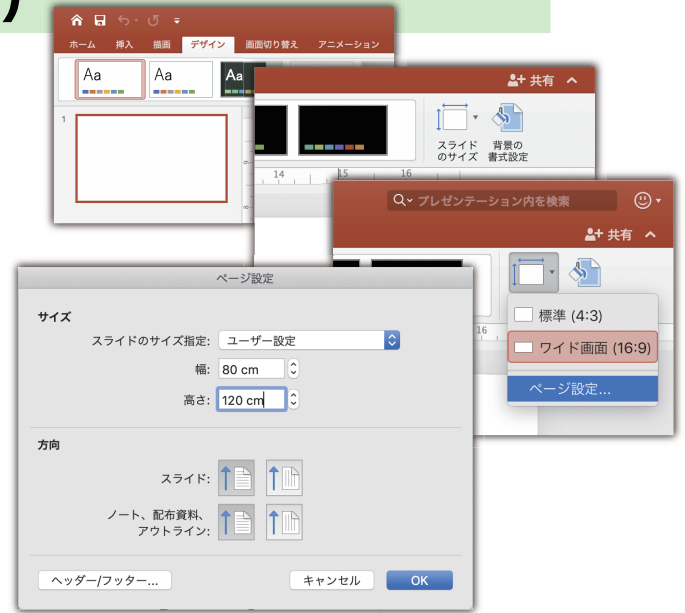 )
ホーム 挿入 描画 デザイン 画面切り替え アニメーション
Aa Aa Aa
1
共有
スライド
のサイズ
背景の
書式設定
14 15 16
プレゼンテーション内を検索
共有
16
標準 (4:3)
ワイド画面 (16:9)
ページ設定...
ページ設定
サイズ
スライドのサイズ指定: ユーザー設定
幅: 80 cm
高さ: 120 cm
方向
スライド:
ノート、配布資料、
アウトライン:
ヘッダー/フッター... キャンセル OK